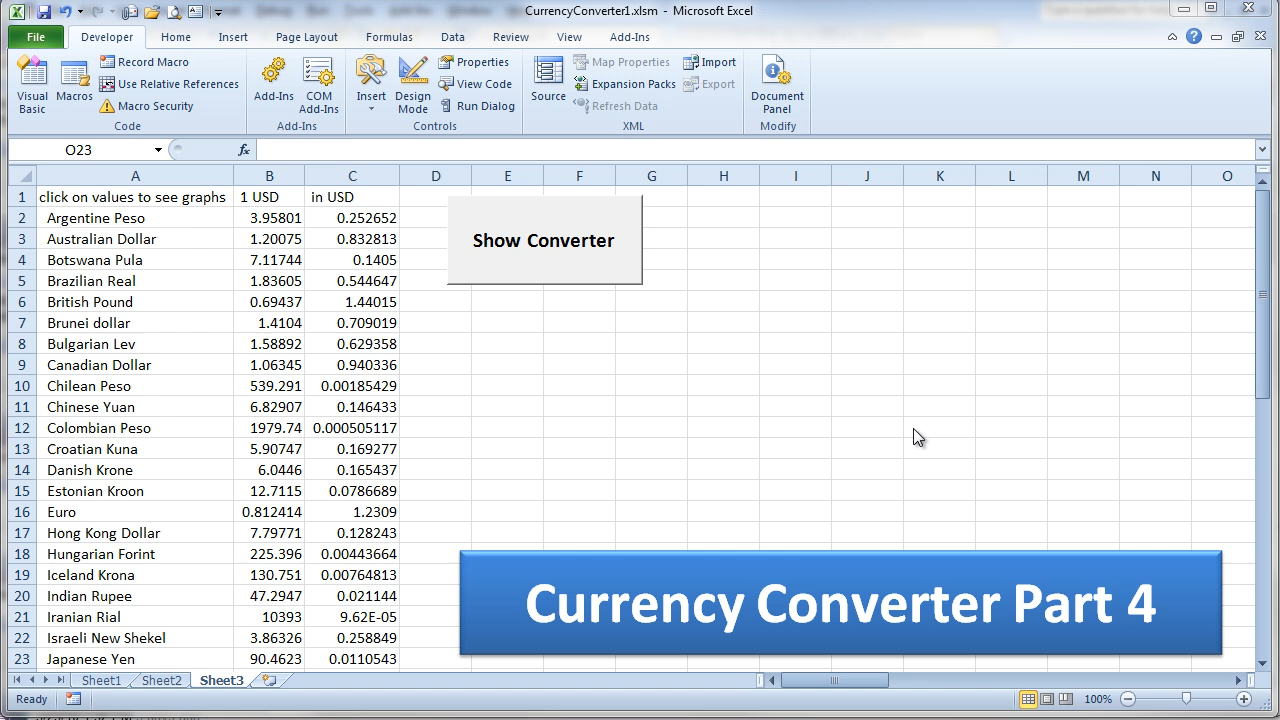 CurrencyConverter1.xlsm - Microsoft Excel
File Developer Home Insert Page Layout Formulas Data Review View Add-Ins
Visual Basic
Macros
Record Macro
Use Relative References
Macro Security
Code
Add-Ins
COM Add-Ins
Add-Ins
Insert
Design Mode
Properties
View Code
Run Dialog
Controls
Source
Map Properties
Expansion Packs
Refresh Data
Import
Export
XML
Document Panel
Modify
O23 fx
A B C D E F G H I J K L M N O
1 click on values to see graphs 1 USD in USD
2 Argentine Peso 3.95801 0.252652
3 Australian Dollar 1.20075 0.832813
4 Botswana Pula 7.11744 0.1405
5 Brazilian Real 1.83605 0.544647
6 British Pound 0.69437 1.44015
7 Brunei dollar 1.4104 0.709019
8 Bulgarian Lev 1.58892 0.629358
9 Canadian Dollar 1.06345 0.940336
10 Chilean Peso 539.291 0.00185429
11 Chinese Yuan 6.82907 0.146433
12 Colombian Peso 1979.74 0.000505117
13 Croatian Kuna 5.90747 0.169277
14 Danish Krone 6.0446 0.165437
15 Estonian Kroon 12.7115 0.0786689
16 Euro 0.812414 1.2309
17 Hong Kong Dollar 7.79771 0.128243
18 Hungarian Forint 225.396 0.00443664
19 Iceland Krona 130.751 0.00764813
20 Indian Rupee 47.2947 0.021144
21 Iranian Rial 10393 9.62E-05
22 Israeli New Shekel 3.86326 0.258849
23 Japanese Yen 90.4623 0.0110543
Show Converter
Currency Converter Part 4
Sheet1 Sheet2 Sheet3
Ready 100%